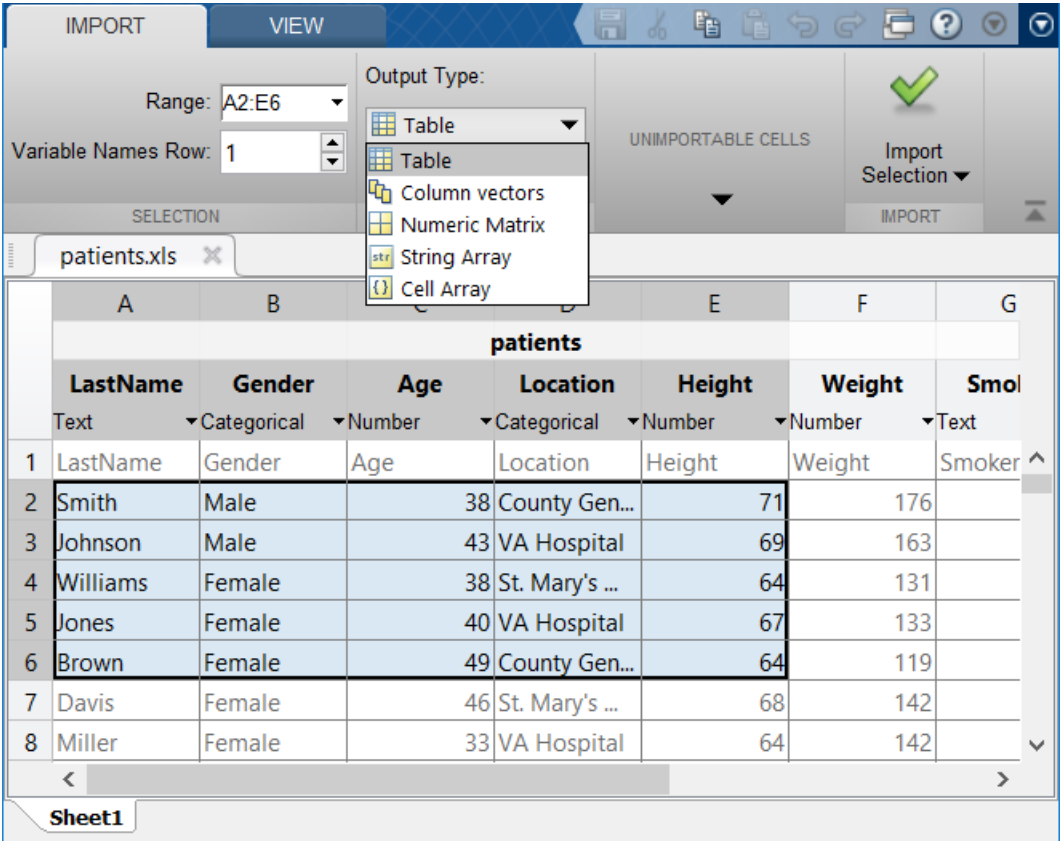 IMPORT VIEW
Output Type:
Range: A2:E6
Table
Variable Names Row: 1
UNIMPORTABLE CELLS
Import
Selection
Table
Column vectors
Numeric Matrix
String Array
{} Cell Array
str
SELECTION
IMPORT
patients.xls
A B E F G
patients
LastName Gender Age Location Height Weight
Text Categorical Number Categorical Number Number Text
1 LastName Gender Age Location Height Weight Smoker
2 Smith Male 38 County Gen... 71 176
3 Johnson Male 43 VA Hospital 69 163
4 Williams Female 38 St. Mary's ... 64 131
5 Jones Female 40 VA Hospital 67 133
6 Brown Female 49 County Gen... 64 119
7 Davis Female 46 St. Mary's ... 68 142
8 Miller Female 33 VA Hospital 64 142
Sheet1